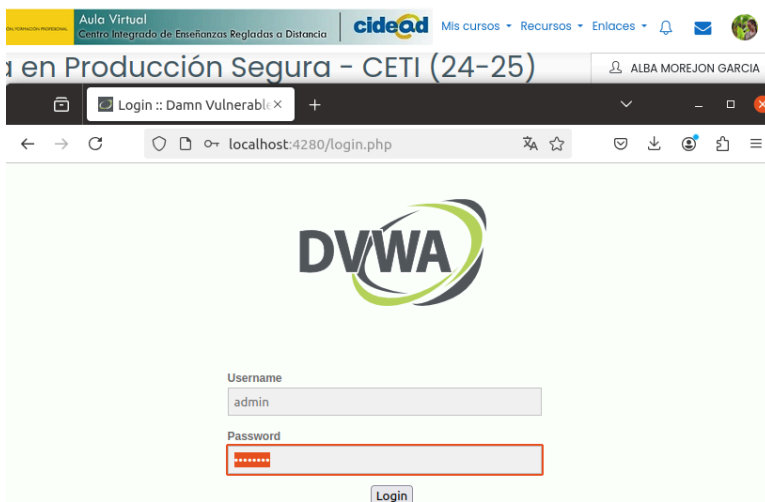 Aula Virtual
Centro Integrado de Enseñanzas Regladas a Distancia
cidead
Mis cursos
Recursos
Enlaces
en Producción Segura - CETI (24-25)
ALBA MOREJON GARCIA
Login :: Damn Vulnerable
localhost:4280/login.php
DVWA
Username
admin
Password
Login